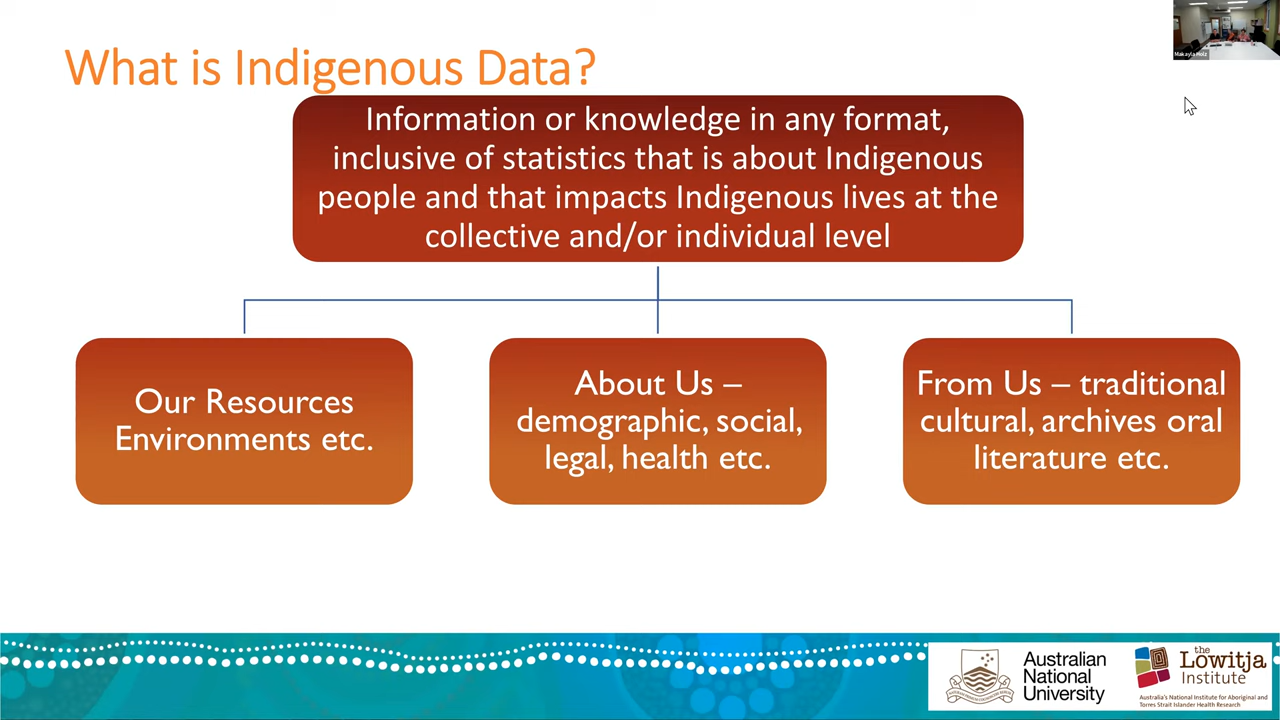 What is Indigenous Data?
Makayla Holz
Information or knowledge in any format,
inclusive of statistics that is about Indigenous
people and that impacts Indigenous lives at the
collective and/or individual level
Our Resources
Environments etc.
About Us –
demographic, social,
legal, health etc.
From Us – traditional
cultural, archives oral
literature etc.
Australian
National
University
the
Lowitja
Institute
Australia's National Institute for Aboriginal and
Torres Strait Islander Health Research